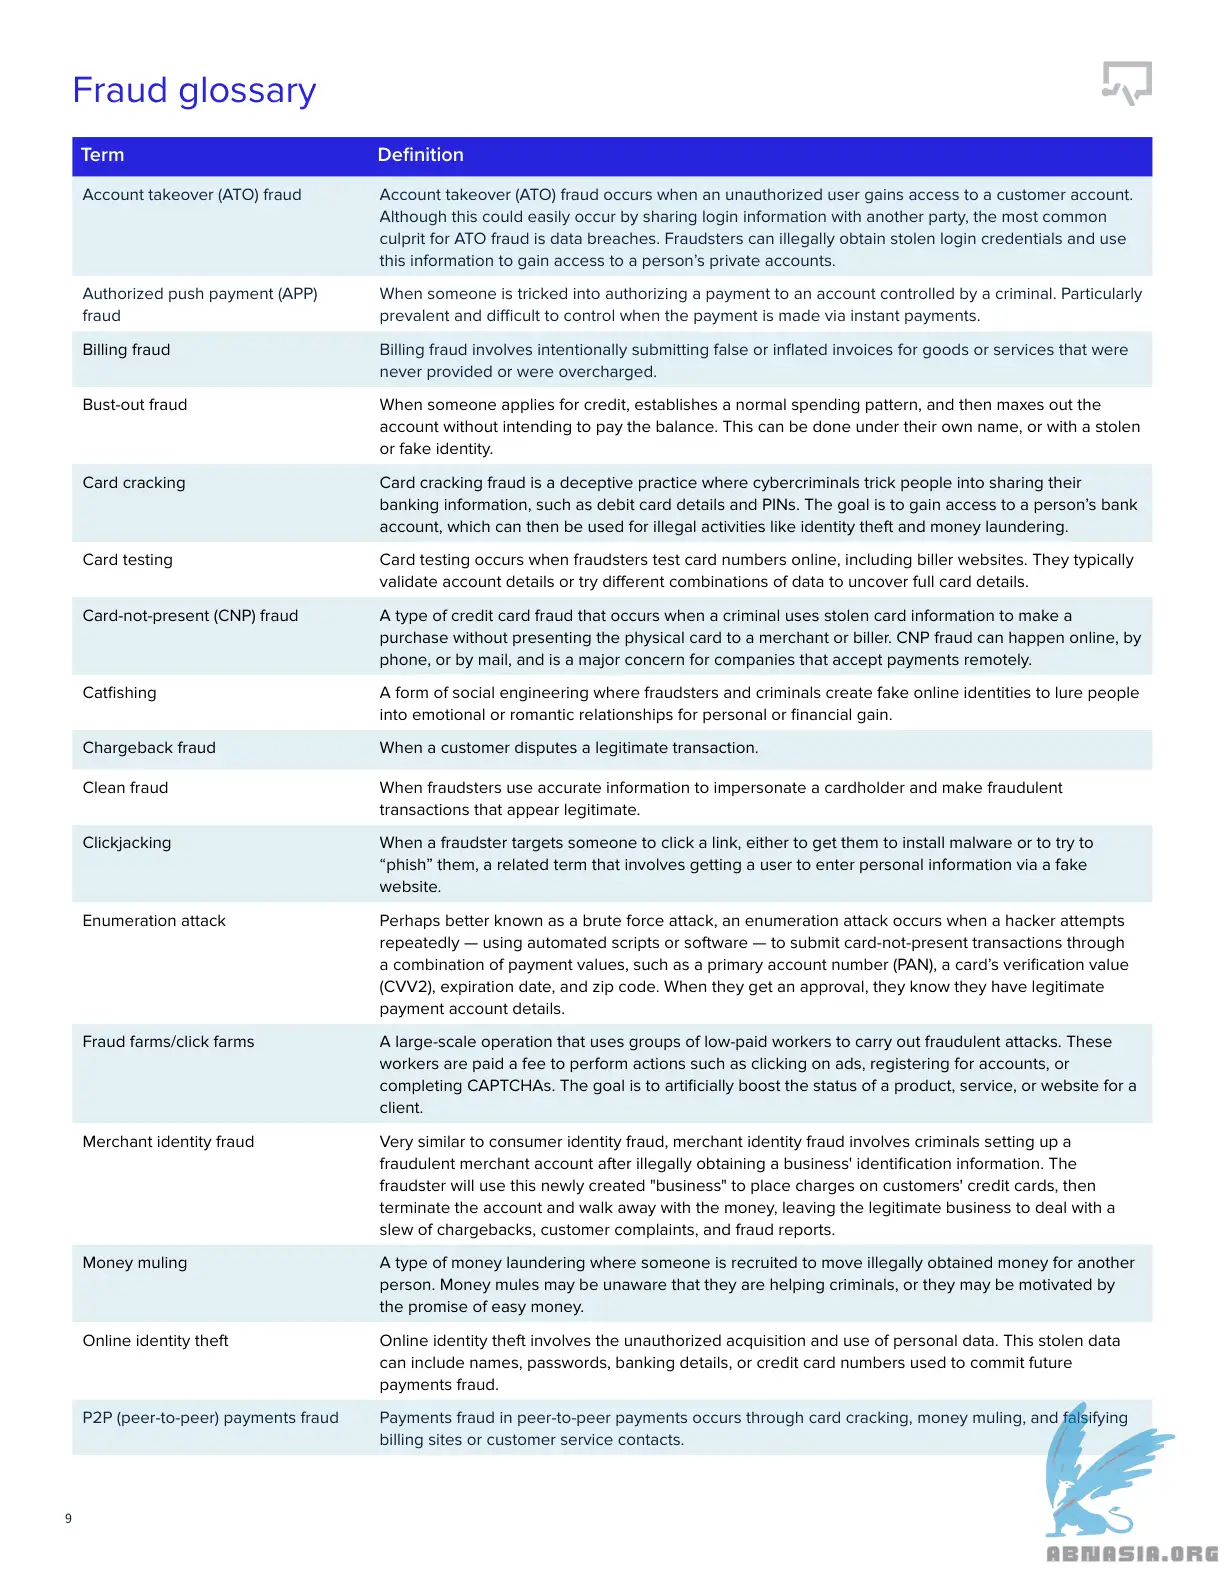 Fraud glossary
Term
Definition
Account takeover (ATO) fraud
Account takeover (ATO) fraud occurs when an unauthorized user gains access to a customer account.
Although this could easily occur by sharing login information with another party, the most common
culprit for ATO fraud is data breaches. Fraudsters can illegally obtain stolen login credentials and use
this information to gain access to a person’s private accounts.
Authorized push payment (APP)
fraud
When someone is tricked into authorizing a payment to an account controlled by a criminal. Particularly
prevalent and difficult to control when the payment is made via instant payments.
Billing fraud
Billing fraud involves intentionally submitting false or inflated invoices for goods or services that were
never provided or were overcharged.
Bust-out fraud
When someone applies for credit, establishes a normal spending pattern, and then maxes out the
account without intending to pay the balance. This can be done under their own name, or with a stolen
or fake identity.
Card cracking
Card cracking fraud is a deceptive practice where cybercriminals trick people into sharing their
banking information, such as debit card details and PINs. The goal is to gain access to a person’s bank
account, which can then be used for illegal activities like identity theft and money laundering.
Card testing
Card testing occurs when fraudsters test card numbers online, including biller websites. They typically
validate account details or try different combinations of data to uncover full card details.
Card-not-present (CNP) fraud
A type of credit card fraud that occurs when a criminal uses stolen card information to make a
purchase without presenting the physical card to a merchant or biller. CNP fraud can happen online, by
phone, or by mail, and is a major concern for companies that accept payments remotely.
Catfishing
A form of social engineering where fraudsters and criminals create fake online identities to lure people
into emotional or romantic relationships for personal or financial gain.
Chargeback fraud
When a customer disputes a legitimate transaction.
Clean fraud
When fraudsters use accurate information to impersonate a cardholder and make fraudulent
transactions that appear legitimate.
Clickjacking
When a fraudster targets someone to click a link, either to get them to install malware or to try to
“phish” them, a related term that involves getting a user to enter personal information via a fake
website.
Enumeration attack
Perhaps better known as a brute force attack, an enumeration attack occurs when a hacker attempts
repeatedly — using automated scripts or software — to submit card-not-present transactions through
a combination of payment values, such as a primary account number (PAN), a card’s verification value
(CVV2), expiration date, and zip code. When they get an approval, they know they have legitimate
payment account details.
Fraud farms/click farms
A large-scale operation that uses groups of low-paid workers to carry out fraudulent attacks. These
workers are paid a fee to perform actions such as clicking on ads, registering for accounts, or
completing CAPTCHAs. The goal is to artificially boost the status of a product, service, or website for a
client.
Merchant identity fraud
Very similar to consumer identity fraud, merchant identity fraud involves criminals setting up a
fraudulent merchant account after illegally obtaining a business' identification information. The
fraudster will use this newly created "business" to place charges on customers' credit cards, then
terminate the account and walk away with the money, leaving the legitimate business to deal with a
slew of chargebacks, customer complaints, and fraud reports.
Money muling
A type of money laundering where someone is recruited to move illegally obtained money for another
person. Money mules may be unaware that they are helping criminals, or they may be motivated by
the promise of easy money.
Online identity theft
Online identity theft involves the unauthorized acquisition and use of personal data. This stolen data
can include names, passwords, banking details, or credit card numbers used to commit future
payments fraud.
P2P (peer-to-peer) payments fraud
Payments fraud in peer-to-peer payments occurs through card cracking, money muling, and falsifying
billing sites or customer service contacts.
9
ABNASIA.ORG